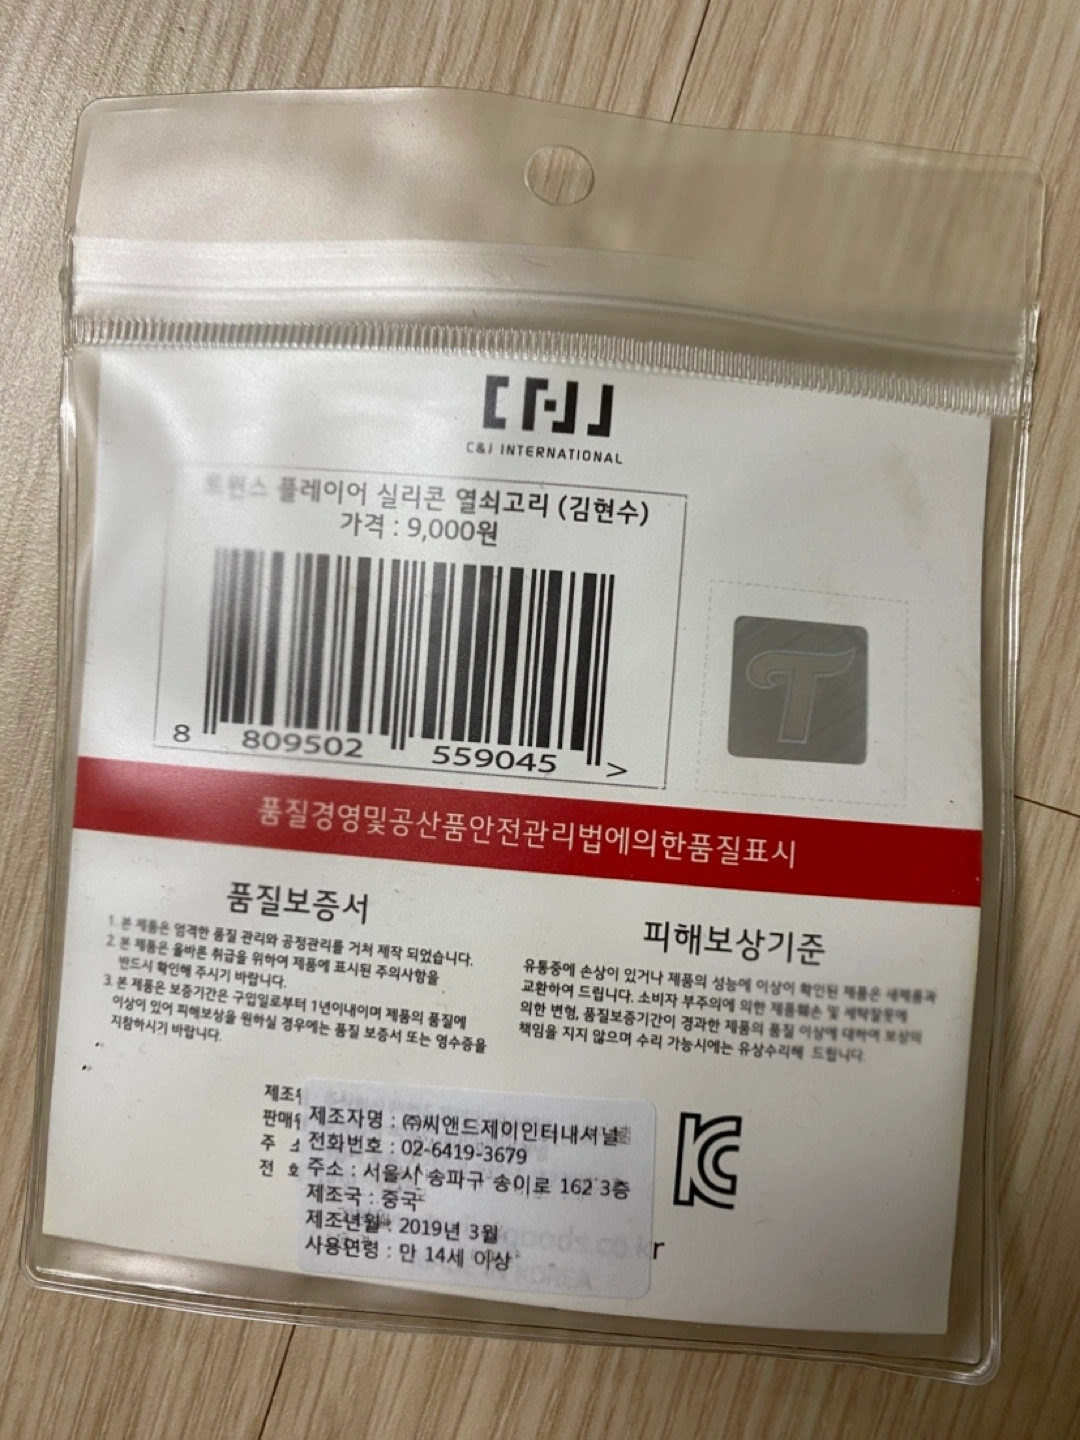 C&J
C&J INTERNATIONAL
트윈스 플레이어 실리콘 열쇠고리 (김현수)
가격 : 9,000원
8 809502 559045 >
T
품질경영및공산품안전관리법에의한품질표시
품질보증서
1. 본 제품은 엄격한 품질 관리와 공정관리를 거쳐 제작 되었습니다.
2. 본 제품은 올바른 취급을 위하여 제품에 표시된 주의사항을
반드시 확인해 주시기 바랍니다.
3. 본 제품은 보증기간은 구입일로부터 1년이내이며 제품의 품질에
이상이 있어 피해보상을 원하실 경우에는 품질 보증서 또는 영수증을
지참하시기 바랍니다.
피해보상기준
유통중에 손상이 있거나 제품의 성능에 이상이 확인된 제품은 새제품과
교환하여 드립니다. 소비자 부주의에 의한 제품훼손 및 세탁잘못에
의한 변형, 품질보증기간이 경과한 제품의 품질 이상에 대하여 보상의
책임을 지지 않으며 수리 가능시에는 유상수리해 드립니다.
제조
판매
주
전 호
제조자명 : ㈜씨앤드제이인터내셔널
전화번호 : 02-6419-3679
주소 : 서울시 송파구 송이로 162 3층
제조국 : 중국
제조년월 : 2019년 3월
사용연령 : 만 14세 이상
goods.co.kr
KOREA
KC